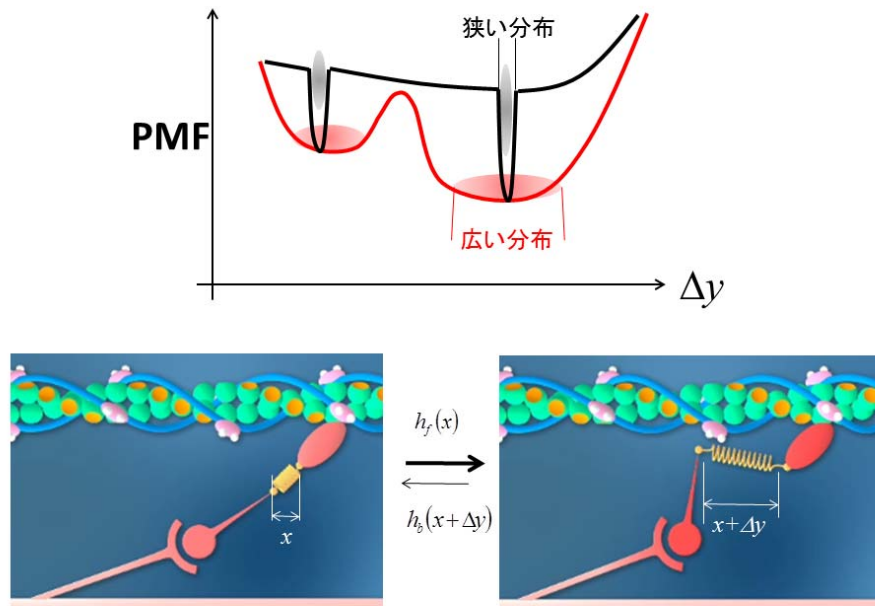 狭い分布
PMF
広い分布
Δy
h_f(x)
h_b(x+Δy)
x
x+Δy